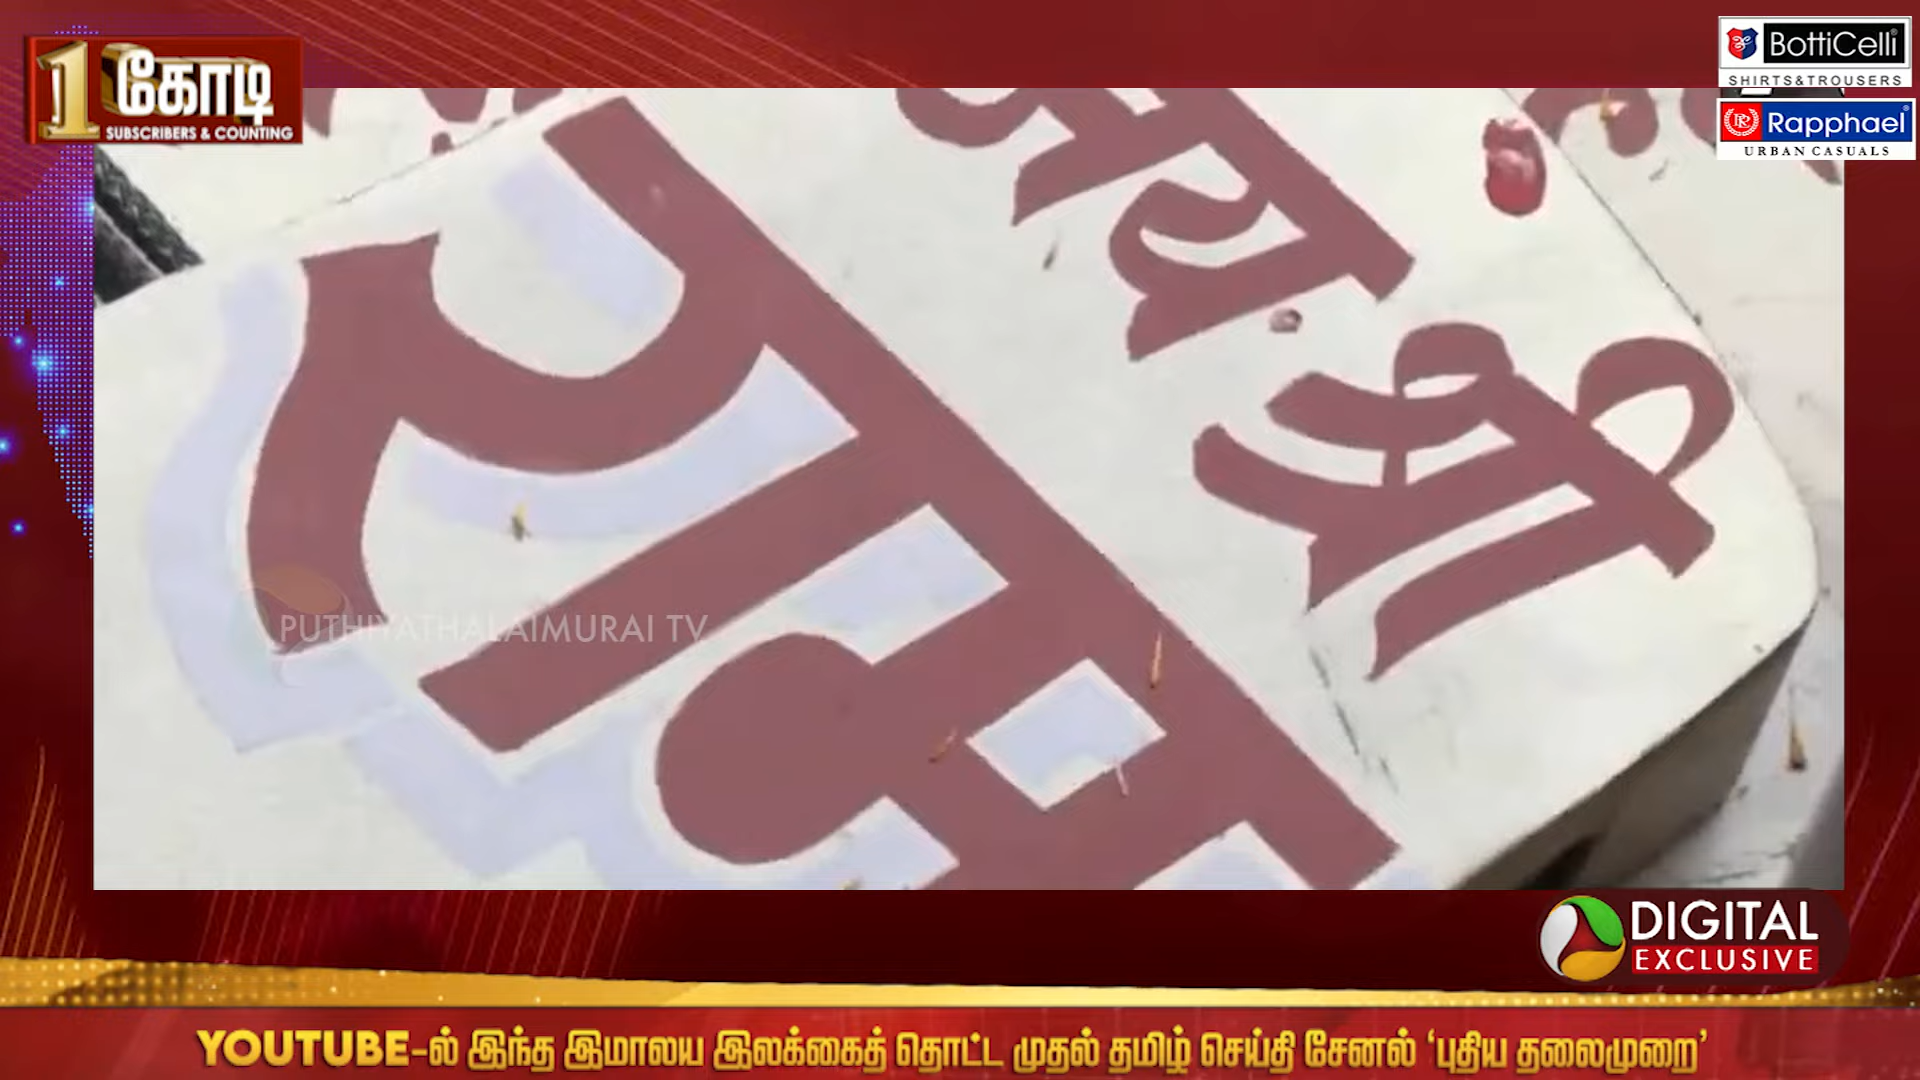 1 கோடி
SUBSCRIBERS & COUNTING
BOTTICELLI
SHIRTS&TROUSERS
Rapphael
URBAN CASUALS
जय
श्री
राम
PUTHIYATHALAIMURAI TV
DIGITAL
EXCLUSIVE
YOUTUBE-ல் இந்த இமாலய இலக்கைத் தொட்ட முதல் தமிழ் செய்தி சேனல் ‘புதிய தலைமுறை’